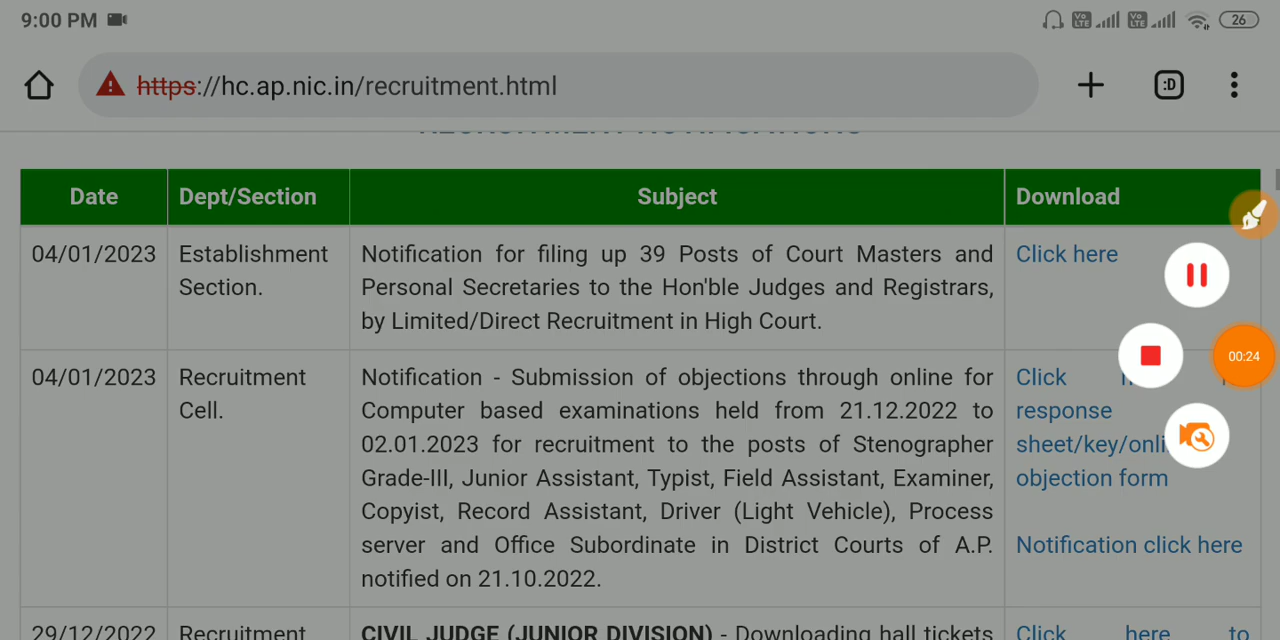 9:00 PM
Vo LTE Vo LTE 26
https://hc.ap.nic.in/recruitment.html :D
RECRUITMENT NOTIFICATIONS
Date Dept/Section Subject Download
04/01/2023 Establishment Section.
Notification for filing up 39 Posts of Court Masters and
Personal Secretaries to the Hon'ble Judges and Registrars,
by Limited/Direct Recruitment in High Court.
Click here
00:24
04/01/2023 Recruitment Cell.
Notification - Submission of objections through online for
Computer based examinations held from 21.12.2022 to
02.01.2023 for recruitment to the posts of Stenographer
Grade-III, Junior Assistant, Typist, Field Assistant, Examiner,
Copyist, Record Assistant, Driver (Light Vehicle), Process
server and Office Subordinate in District Courts of A.P.
notified on 21.10.2022.
Click
response
sheet/key/onli
objection form
Notification click here
29/12/2022 Recruitment CIVIL JUDGE (JUNIOR DIVISION) - Downloading hall tickets Click here to